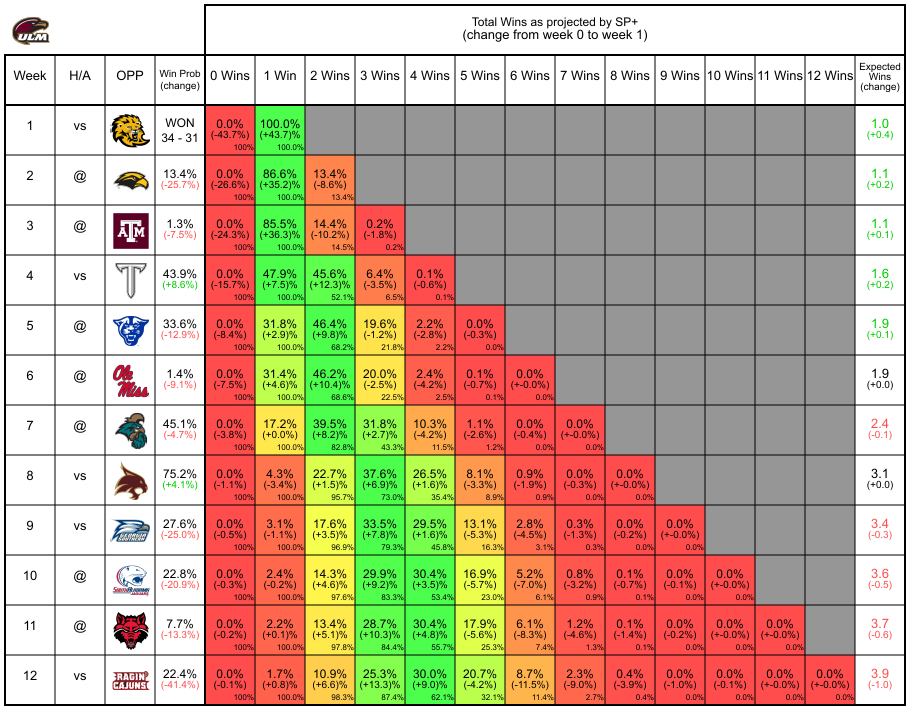 ULM
Total Wins as projected by SP+
(change from week 0 to week 1)
Week H/A OPP Win Prob (change) 0 Wins 1 Win 2 Wins 3 Wins 4 Wins 5 Wins 6 Wins 7 Wins 8 Wins 9 Wins 10 Wins 11 Wins 12 Wins Expected Wins (change)
1 vs WON 0.0% 100.0% 1.0
34 - 31 (-43.7%) (+43.7)% (+0.4)
100% 100.0%
2 @ 13.4% 0.0% 86.6% 13.4% 1.1
(-25.7%) (-26.6%) (+35.2)% (-8.6%) (+0.2)
100% 100.0% 13.4%
3 @ ATM 1.3% 0.0% 85.5% 14.4% 0.2% 1.1
(-7.5%) (-24.3%) (+36.3)% (-10.2%) (-1.8%) (+0.1)
100% 100.0% 14.5% 0.2%
4 vs T 43.9% 0.0% 47.9% 45.6% 6.4% 0.1% 1.6
(+8.6%) (-15.7%) (+7.5)% (+12.3)% (-3.5%) (-0.6%) (+0.2)
100% 100.0% 52.1% 6.5% 0.1%
5 @ 33.6% 0.0% 31.8% 46.4% 19.6% 2.2% 0.0% 1.9
(-12.9%) (-8.4%) (+2.9)% (+9.8)% (-1.2%) (-2.8%) (-0.3%) (+0.1)
100% 100.0% 68.2% 21.8% 2.2% 0.0%
6 @ Ole Miss 1.4% 0.0% 31.4% 46.2% 20.0% 2.4% 0.1% 0.0% 1.9
(-9.1%) (-7.5%) (+4.6)% (+10.4)% (-2.5%) (-4.2%) (-0.7%) (+-0.0)% (+0.0)
100% 100.0% 68.6% 22.5% 2.5% 0.1% 0.0%
7 @ 45.1% 0.0% 17.2% 39.5% 31.8% 10.3% 1.1% 0.0% 0.0% 2.4
(-4.7%) (-3.8%) (+0.0)% (+8.2)% (+2.7)% (-4.2%) (-2.6%) (-0.4%) (+-0.0)% (-0.1)
100% 100.0% 82.8% 43.3% 11.5% 1.2% 0.0% 0.0%
8 vs 75.2% 0.0% 4.3% 22.7% 37.6% 26.5% 8.1% 0.9% 0.0% 0.0% 3.1
(+4.1%) (-1.1%) (-3.4%) (+1.5)% (+6.9)% (+1.6)% (-3.3%) (-1.9%) (-0.3%) (+-0.0)% (+0.0)
100% 100.0% 95.7% 73.0% 35.4% 8.9% 0.9% 0.0% 0.0%
9 vs GEORGIA SOUTHERN 27.6% 0.0% 3.1% 17.6% 33.5% 29.5% 13.1% 2.8% 0.3% 0.0% 0.0% 3.4
(-25.0%) (-0.5%) (-1.1%) (+3.5)% (+7.8)% (+1.6)% (-5.3%) (-4.5%) (-1.3%) (-0.2%) (+-0.0)% (-0.3)
100% 100.0% 96.9% 79.3% 45.8% 16.3% 3.1% 0.3% 0.0% 0.0%
10 @ SOUTH ALABAMA JAGUARS 22.8% 0.0% 2.4% 14.3% 29.9% 30.4% 16.9% 5.2% 0.8% 0.1% 0.0% 0.0% 3.6
(-20.9%) (-0.3%) (-0.2%) (+4.6)% (+9.2)% (+3.5)% (-5.7%) (-7.0%) (-3.2%) (-0.7%) (-0.1%) (+-0.0)% (-0.5)
100% 100.0% 97.6% 83.3% 53.4% 23.0% 6.1% 0.9% 0.1% 0.0% 0.0%
11 @ 7.7% 0.0% 2.2% 13.4% 28.7% 30.4% 17.9% 6.1% 1.2% 0.1% 0.0% 0.0% 0.0% 3.7
(-13.3%) (-0.2%) (+0.1)% (+5.1)% (+10.3)% (+4.8)% (-5.6%) (-8.3%) (-4.6%) (-1.4%) (-0.2%) (+-0.0)% (+-0.0)% (-0.6)
100% 100.0% 97.8% 84.4% 55.7% 25.3% 7.4% 1.3% 0.1% 0.0% 0.0% 0.0%
12 vs RAGIN' CAJUNS 22.4% 0.0% 1.7% 10.9% 25.3% 30.0% 20.7% 8.7% 2.3% 0.4% 0.0% 0.0% 0.0% 0.0% 3.9
(-41.4%) (-0.1%) (+0.8)% (+6.6)% (+13.3)% (+9.0)% (-4.2%) (-11.5%) (-9.0%) (-3.9%) (-1.0%) (-0.1%) (+-0.0)% (+-0.0)% (-1.0)
100% 100.0% 98.3% 87.4% 62.1% 32.1% 11.4% 2.7% 0.4% 0.0% 0.0% 0.0% 0.0%